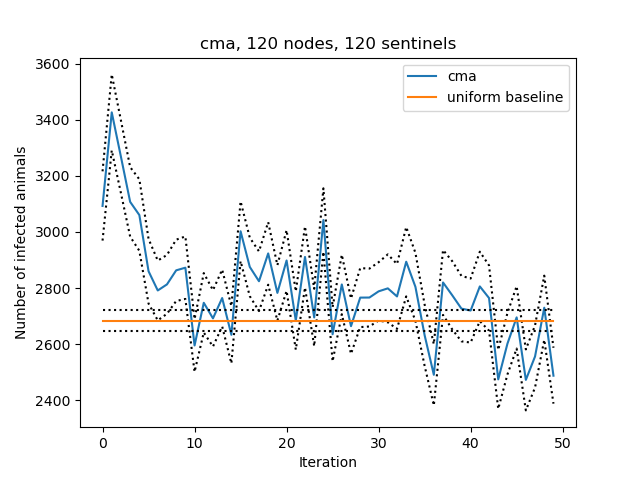 cma, 120 nodes, 120 sentinels
cma
uniform baseline
3600
3400
3200
3000
2800
2600
2400
Number of infected animals
0 10 20 30 40 50
Iteration